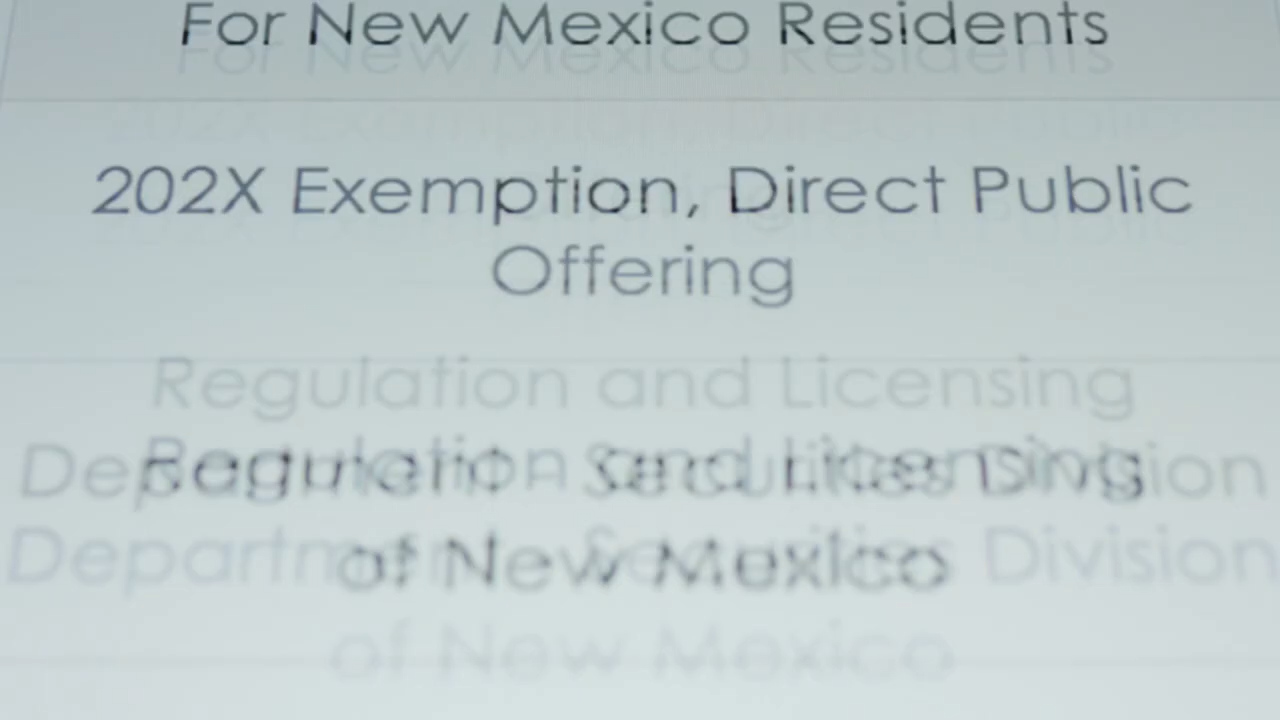 For New Mexico Residents
202X Exemption, Direct Public
Offering
Regulation and Licensing
Department - Securities Division
of New Mexico